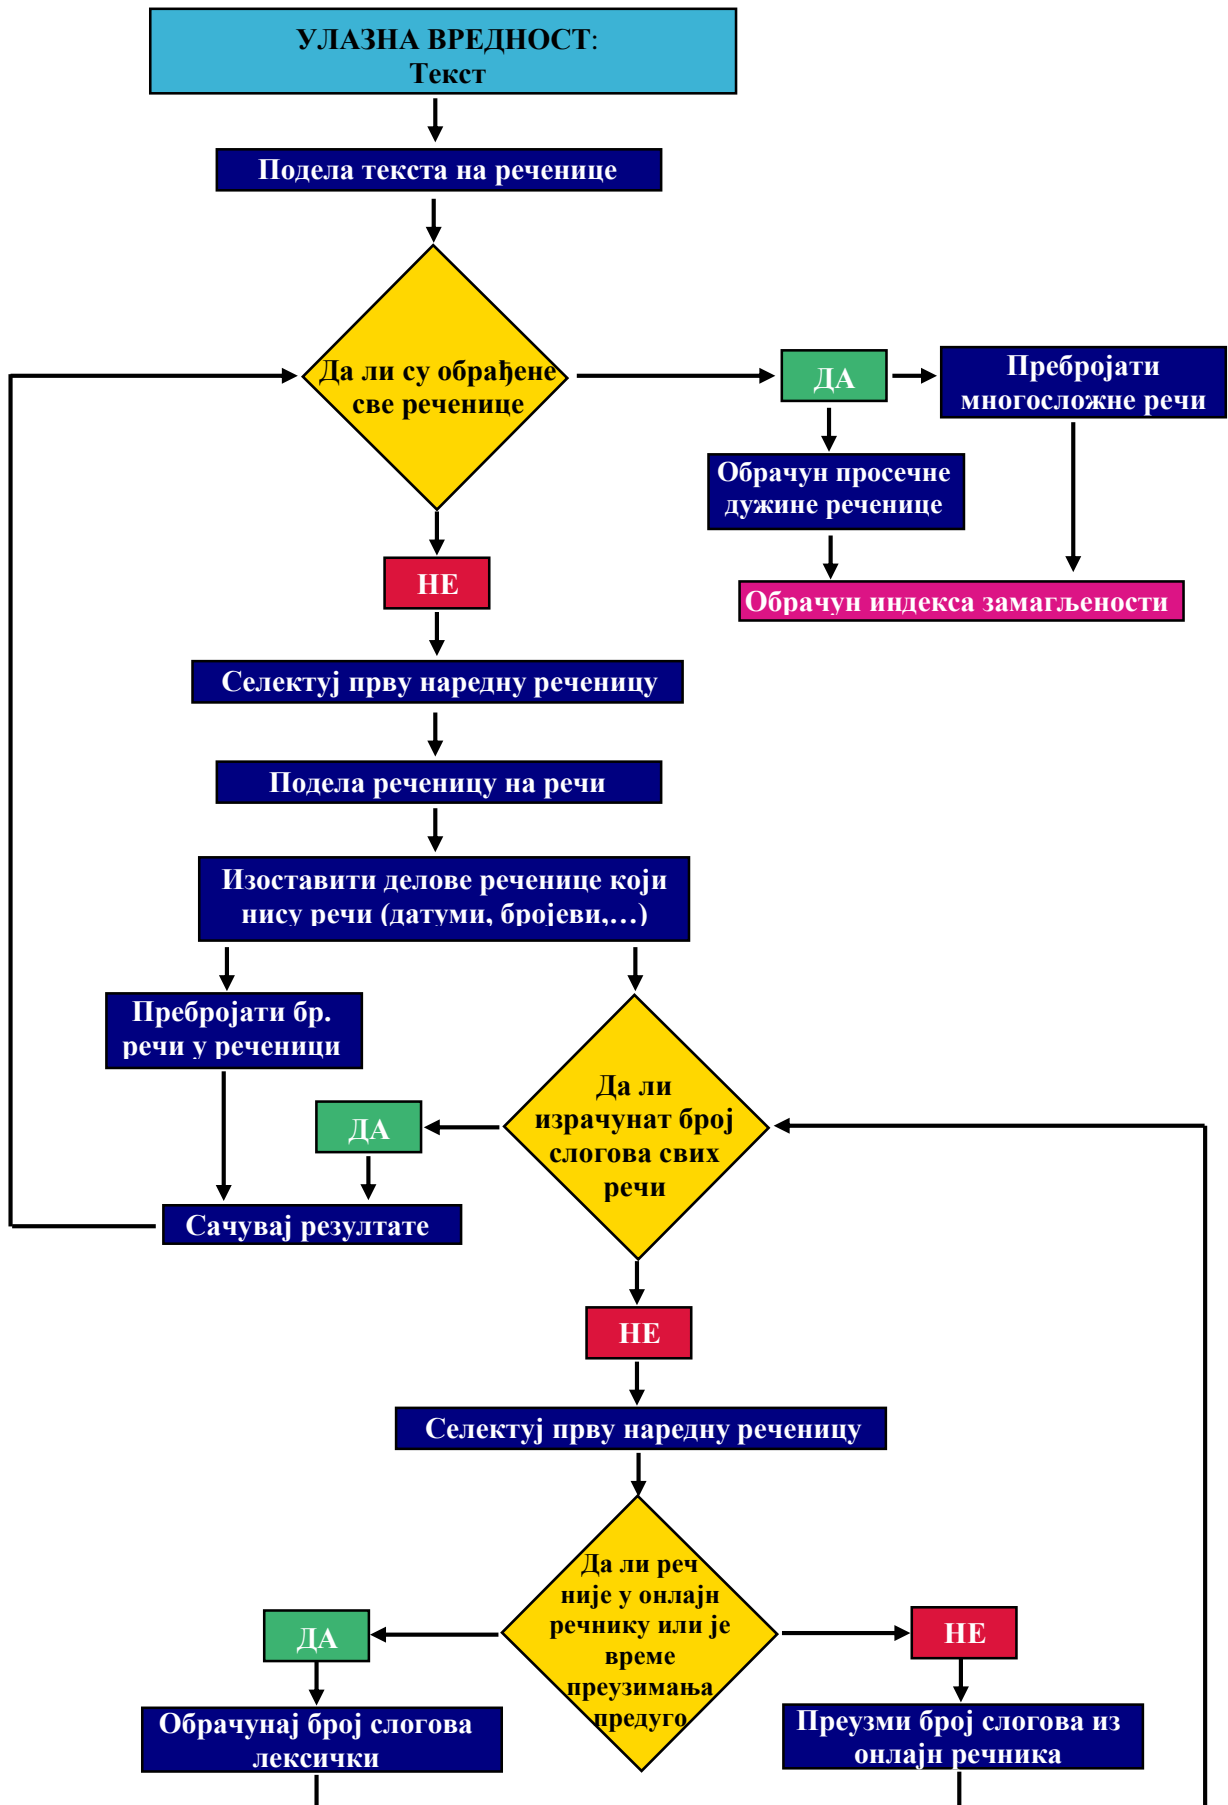 УЛАЗНА ВРЕДНОСТ:
Текст
Подела текста на реченице
Да ли су обрађене
све реченице
ДА
Пребројати
многосложне речи
Обрачун просечне
дужине реченице
Обрачун индекса замагљености
НЕ
Селектуј прву наредну реченицу
Подела реченицу на речи
Изоставити делове реченице који
нису речи (датуми, бројеви,…)
Пребројати бр.
речи у реченици
Да ли
израчунат број
слогова свих
речи
ДА
Сачувај резултате
НЕ
Селектуј прву наредну реченицу
Да ли реч
није у онлајн
речнику или је
време
преузимања
предуго
ДА
НЕ
Обрачунај број слогова
лексички
Преузми број слогова из
онлајн речника